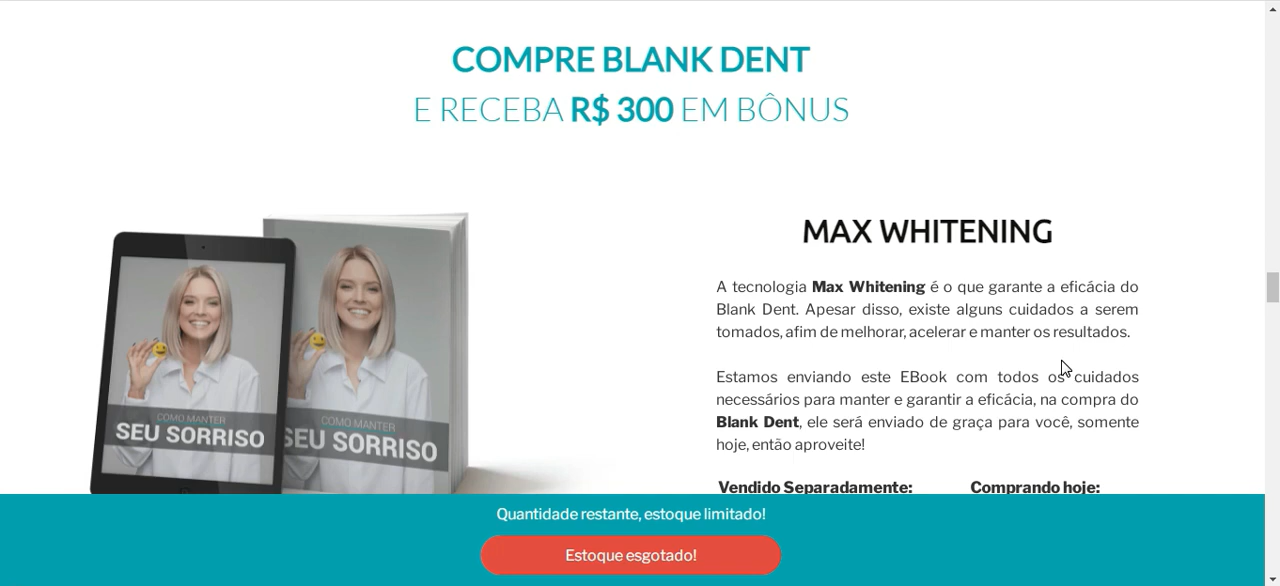 COMPRE BLANK DENT
E RECEBA R$ 300 EM BÔNUS
MAX WHITENING
A tecnologia Max Whitening é o que garante a eficácia do
Blank Dent. Apesar disso, existe alguns cuidados a serem
tomados, afim de melhorar, acelerar e manter os resultados.
Estamos enviando este EBook com todos os cuidados
necessários para manter e garantir a eficácia, na compra do
Blank Dent, ele será enviado de graça para você, somente
hoje, então aproveite!
Vendido Separadamente:
Comprando hoje:
COMO MANTER
SEU SORRISO
COMO MANTER
SEU SORRISO
Quantidade restante, estoque limitado!
Estoque esgotado!